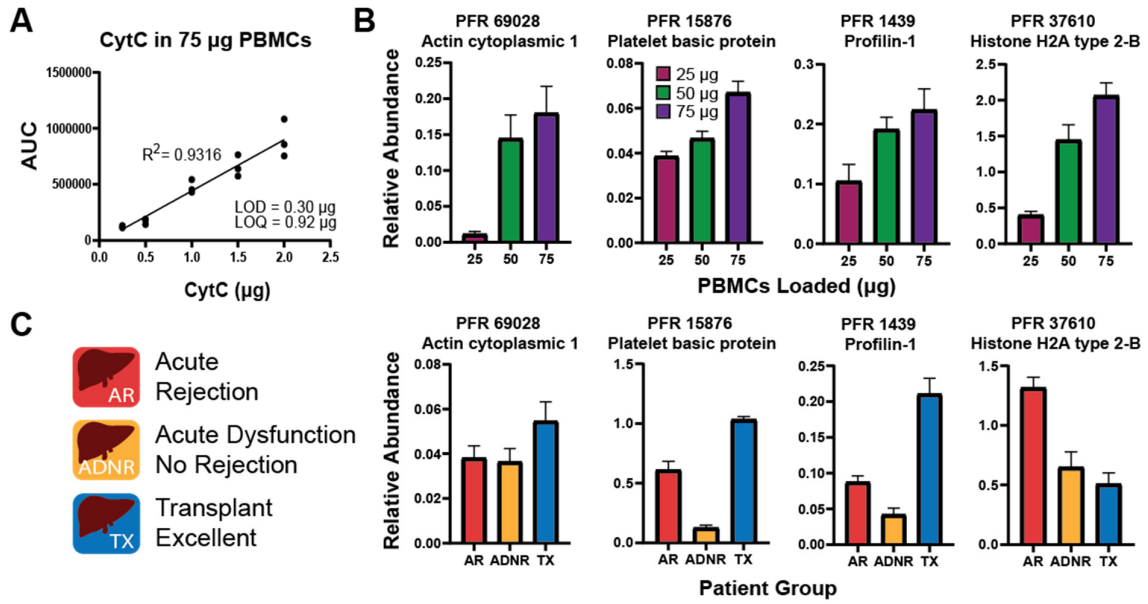 A
CytC in 75 µg PBMCs
1500000
1000000
500000
0
AUC
R2= 0.9316
LOD = 0.30 µg
LOQ = 0.92 µg
0.0 0.5 1.0 1.5 2.0 2.5
CytC (µg)
B
PFR 69028
Actin cytoplasmic 1
PFR 15876
Platelet basic protein
PFR 1439
Profilin-1
PFR 37610
Histone H2A type 2-B
Relative Abundance
0.25
0.20
0.15
0.10
0.05
0.00
25 50 75
0.08
0.06
0.04
0.02
0.00
25 µg
50 µg
75 µg
25 50 75
0.3
0.2
0.1
0.0
25 50 75
2.5
2.0
1.5
1.0
0.5
0.0
25 50 75
PBMCs Loaded (µg)
C
AR
Acute
Rejection
ADNR
Acute Dysfunction
No Rejection
TX
Transplant
Excellent
PFR 69028
Actin cytoplasmic 1
PFR 15876
Platelet basic protein
PFR 1439
Profilin-1
PFR 37610
Histone H2A type 2-B
Relative Abundance
0.08
0.06
0.04
0.02
0.00
AR ADNR TX
1.5
1.0
0.5
0.0
AR ADNR TX
0.25
0.20
0.15
0.10
0.05
0.00
AR ADNR TX
1.5
1.0
0.5
0.0
AR ADNR TX
Patient Group